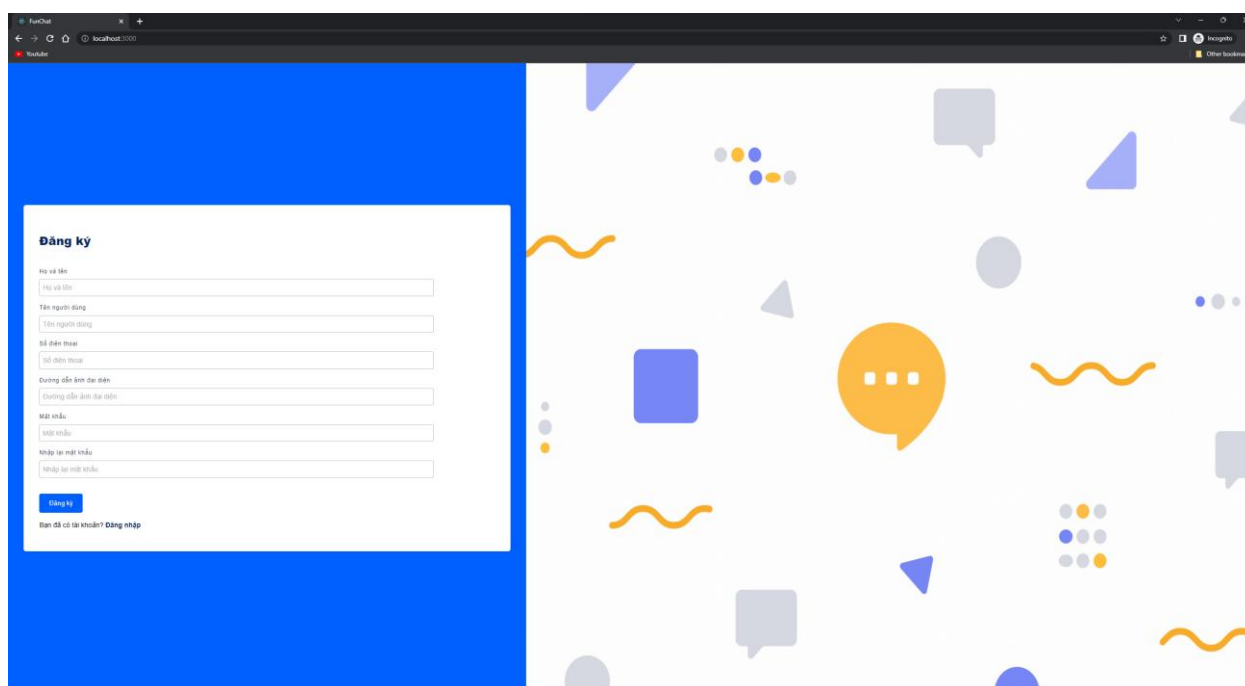 FunChat
localhost:3000
Incognito
Youtube
Other bookma
Đăng ký
Họ và tên
Họ và tên
Tên người dùng
Tên người dùng
Số điện thoại
Số điện thoại
Đường dẫn ảnh đại diện
Đường dẫn ảnh đại diện
Mật khẩu
Mật khẩu
Nhập lại mật khẩu
Nhập lại mật khẩu
Đăng ký
Bạn đã có tài khoản? Đăng nhập